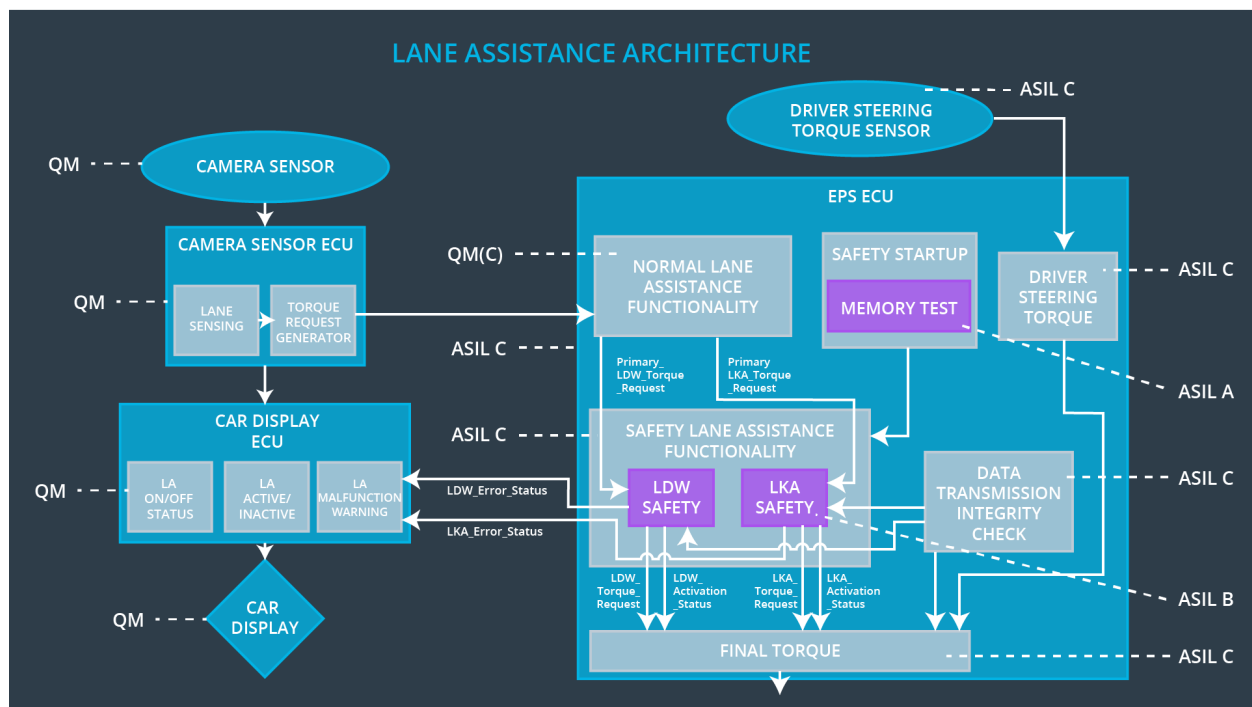 LANE ASSISTANCE ARCHITECTURE
ASIL C
DRIVER STEERING
TORQUE SENSOR
QM
CAMERA SENSOR
EPS ECU
CAMERA SENSOR ECU
QM(C)
NORMAL LANE
ASSISTANCE
FUNCTIONALITY
SAFETY STARTUP
MEMORY TEST
DRIVER
STEERING
TORQUE
ASIL C
QM
LANE
SENSING
TORQUE
REQUEST
GENERATOR
ASIL C
Primary_
LDW_Torque
_Request
Primary
LKA_Torque
_Request
ASIL A
CAR DISPLAY
ECU
ASIL C
SAFETY LANE ASSISTANCE
FUNCTIONALITY
QM
LA
ON/OFF
STATUS
LA
ACTIVE/
INACTIVE
LA
MALFUNCTION
WARNING
LDW_Error_Status
LKA_Error_Status
LDW
SAFETY
LKA
SAFETY
DATA
TRANSMISSION
INTEGRITY
CHECK
ASIL C
LDW_
Torque_
Request
LDW_
Activation
_Status
LKA_
Torque_
Request
LKA_
Activation
_Status
ASIL B
QM
CAR
DISPLAY
FINAL TORQUE
ASIL C